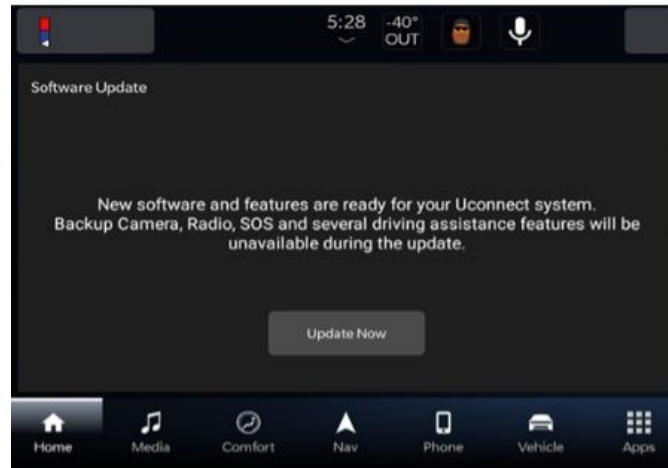 5:28
-40°
OUT
Software Update
New software and features are ready for your Uconnect system.
Backup Camera, Radio, SOS and several driving assistance features will be
unavailable during the update.
Update Now
Home Media Comfort Nav Phone Vehicle Apps